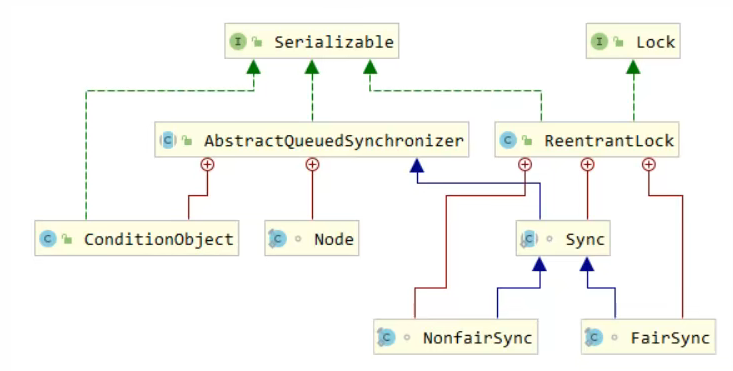 I Serializable
I Lock
C AbstractQueuedSynchronizer
C ReentrantLock
C ConditionObject
C Node
C Sync
C NonfairSync
C FairSync